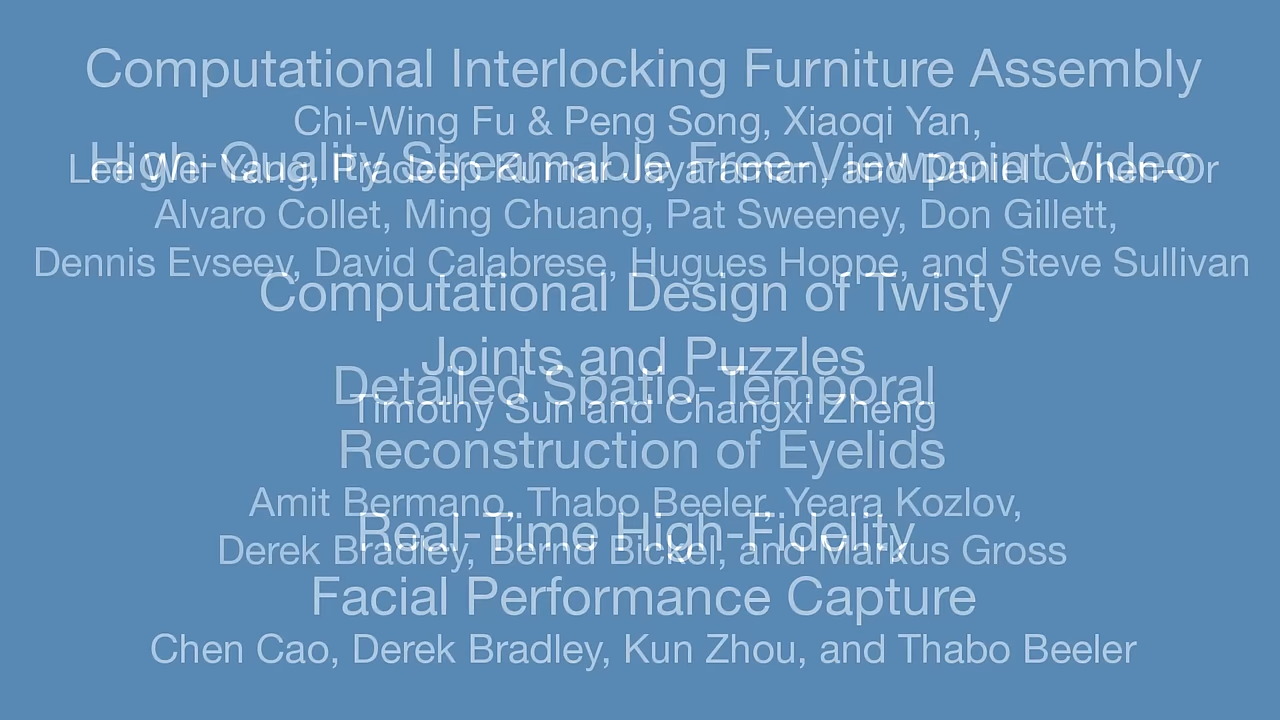 Computational Interlocking Furniture Assembly
Chi-Wing Fu & Peng Song, Xiaoqi Yan,
High-Quality Streamable Free-Viewpoint Video
Lee Wei Yang, Pradeep Kumar Jayaraman, and Daniel Cohen-Or
Alvaro Collet, Ming Chuang, Pat Sweeney, Don Gillett,
Dennis Evseev, David Calabrese, Hugues Hoppe, and Steve Sullivan
Computational Design of Twisty
Joints and Puzzles
Detailed Spatio-Temporal
Timothy Sun and Changxi Zheng
Reconstruction of Eyelids
Amit Bermano, Thabo Beeler, Yeara Kozlov,
Real-Time High-Fidelity
Derek Bradley, Bernd Bickel, and Markus Gross
Facial Performance Capture
Chen Cao, Derek Bradley, Kun Zhou, and Thabo Beeler